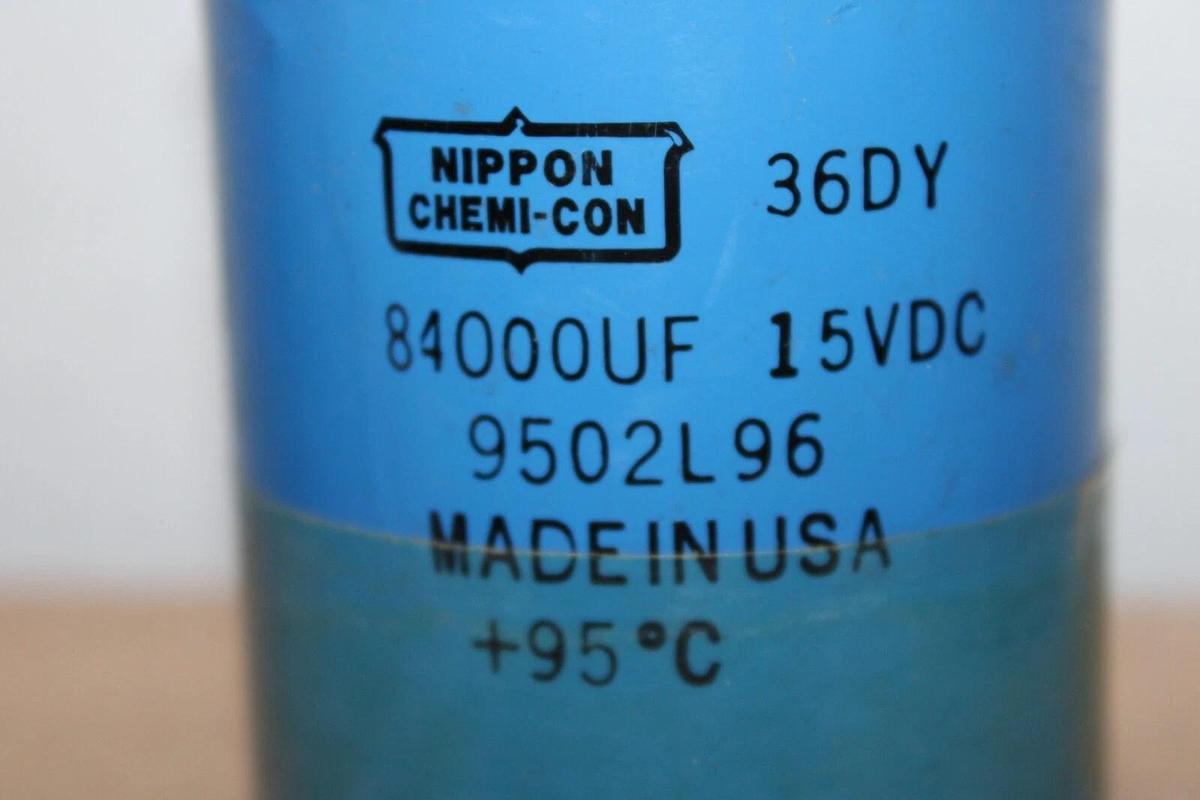 NIPPON
CHEMI-CON
36DY
84000UF 15VDC
9502L96
MADE IN USA
+95°C